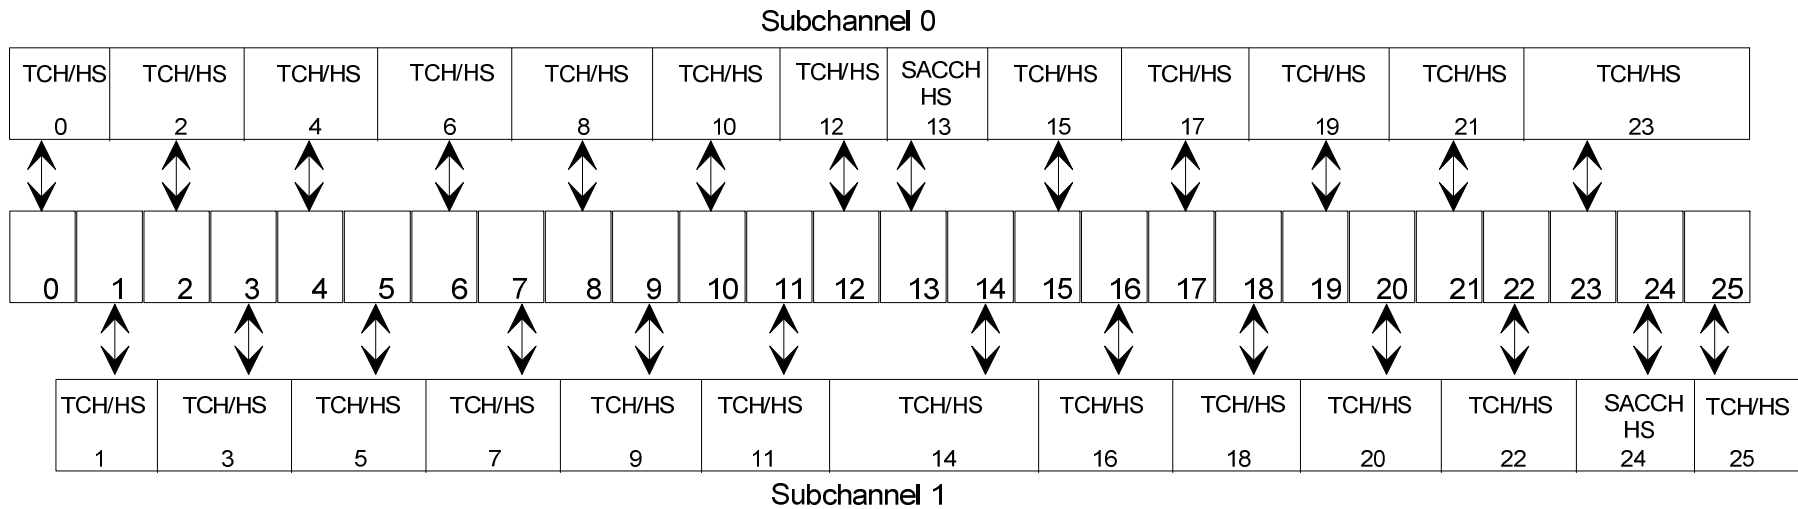 Subchannel 0
TCH/HS TCH/HS TCH/HS TCH/HS TCH/HS TCH/HS TCH/HS SACCH TCH/HS TCH/HS TCH/HS TCH/HS TCH/HS
HS
0 2 4 6 8 10 12 13 15 17 19 21 23
0 1 2 3 4 5 6 7 8 9 10 11 12 13 14 15 16 17 18 19 20 21 22 23 24 25
TCH/HS TCH/HS TCH/HS TCH/HS TCH/HS TCH/HS TCH/HS TCH/HS TCH/HS TCH/HS TCH/HS SACCH TCH/HS
HS
1 3 5 7 9 11 14 16 18 20 22 24 25
Subchannel 1